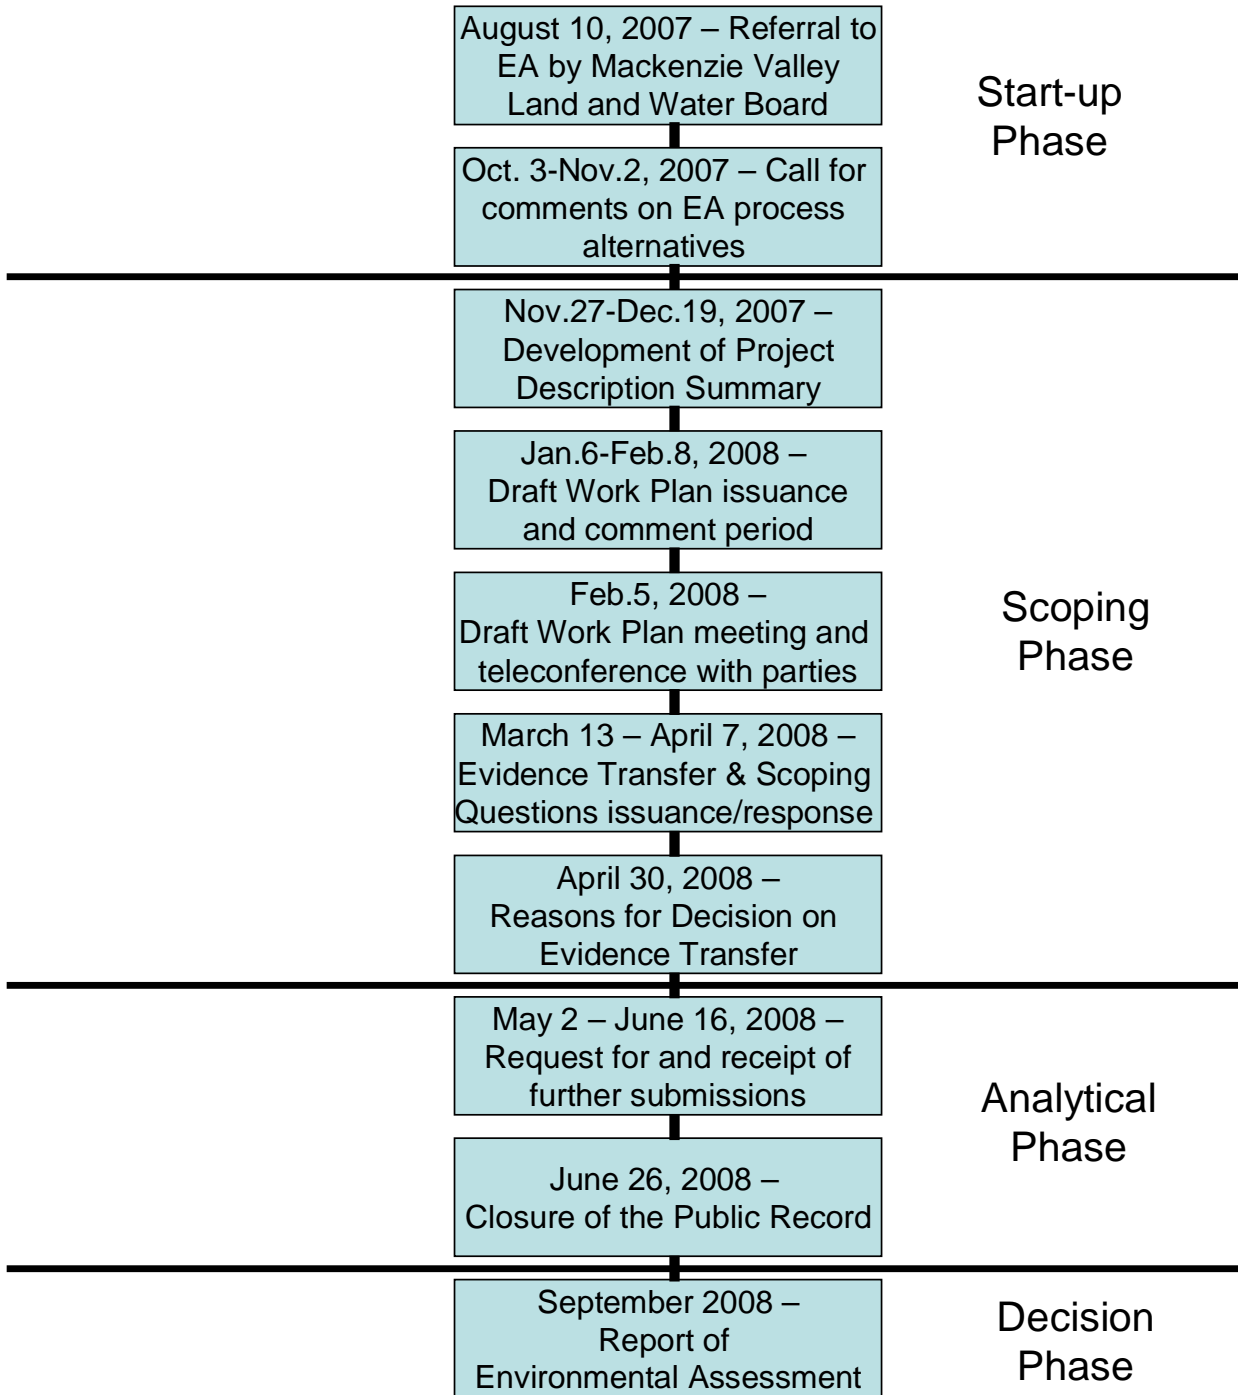 August 10, 2007 – Referral to
EA by Mackenzie Valley
Land and Water Board
Start-up
Phase
Oct. 3-Nov.2, 2007 – Call for
comments on EA process
alternatives
Nov.27-Dec.19, 2007 –
Development of Project
Description Summary
Jan.6-Feb.8, 2008 –
Draft Work Plan issuance
and comment period
Feb.5, 2008 –
Draft Work Plan meeting and
teleconference with parties
Scoping
Phase
March 13 – April 7, 2008 –
Evidence Transfer & Scoping
Questions issuance/response
April 30, 2008 –
Reasons for Decision on
Evidence Transfer
May 2 – June 16, 2008 –
Request for and receipt of
further submissions
Analytical
Phase
June 26, 2008 –
Closure of the Public Record
September 2008 –
Report of
Environmental Assessment
Decision
Phase